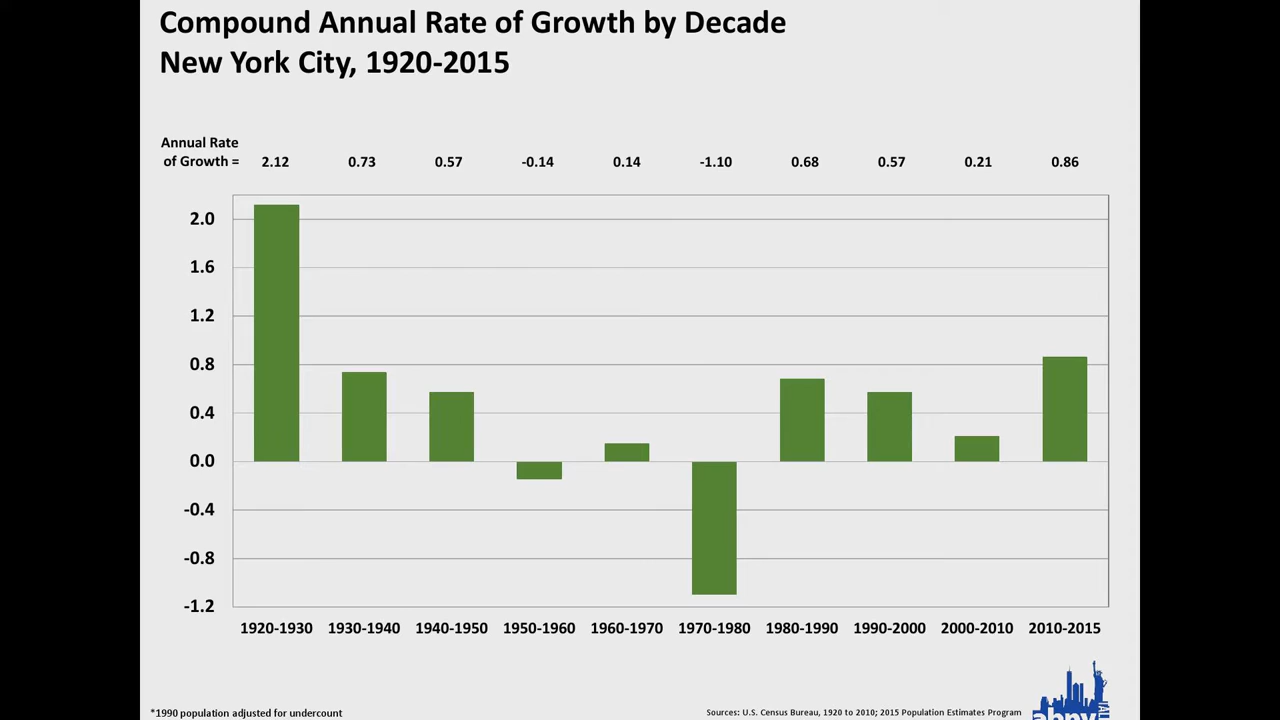 Compound Annual Rate of Growth by Decade
New York City, 1920-2015
Annual Rate
of Growth = 2.12 0.73 0.57 -0.14 0.14 -1.10 0.68 0.57 0.21 0.86
2.0
1.6
1.2
0.8
0.4
0.0
-0.4
-0.8
-1.2
1920-1930 1930-1940 1940-1950 1950-1960 1960-1970 1970-1980 1980-1990 1990-2000 2000-2010 2010-2015
*1990 population adjusted for undercount
Sources: U.S. Census Bureau, 1920 to 2010; 2015 Population Estimates Program